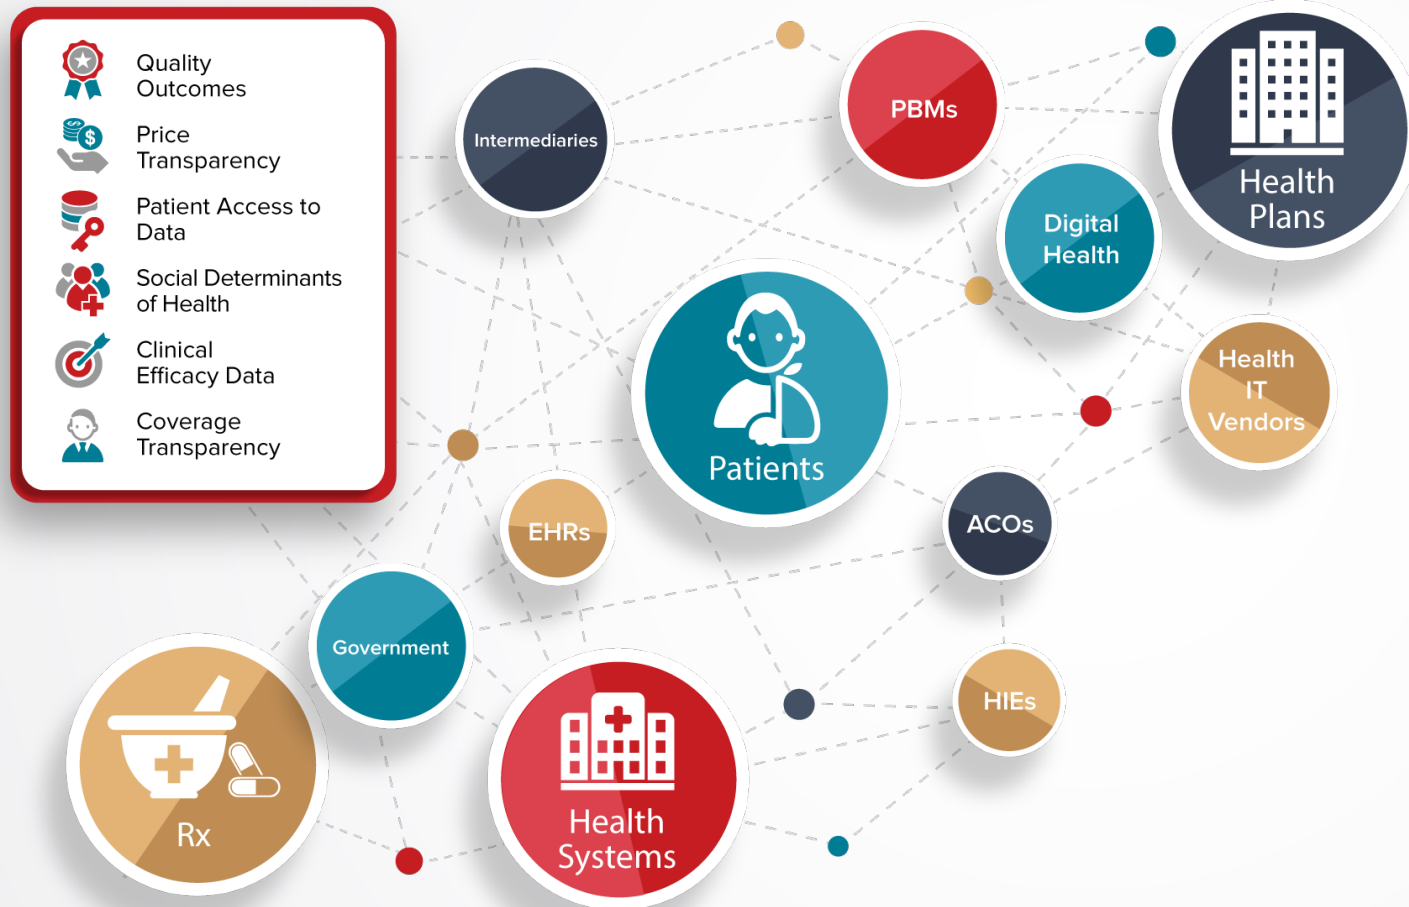 Quality
Outcomes
Price
Transparency
Patient Access to
Data
Social Determinants
of Health
Clinical
Efficacy Data
Coverage
Transparency
Intermediaries
PBMs
Digital
Health
Health
Plans
Patients
Health
IT
Vendors
EHRs
ACOs
Government
HIEs
Rx
Health
Systems